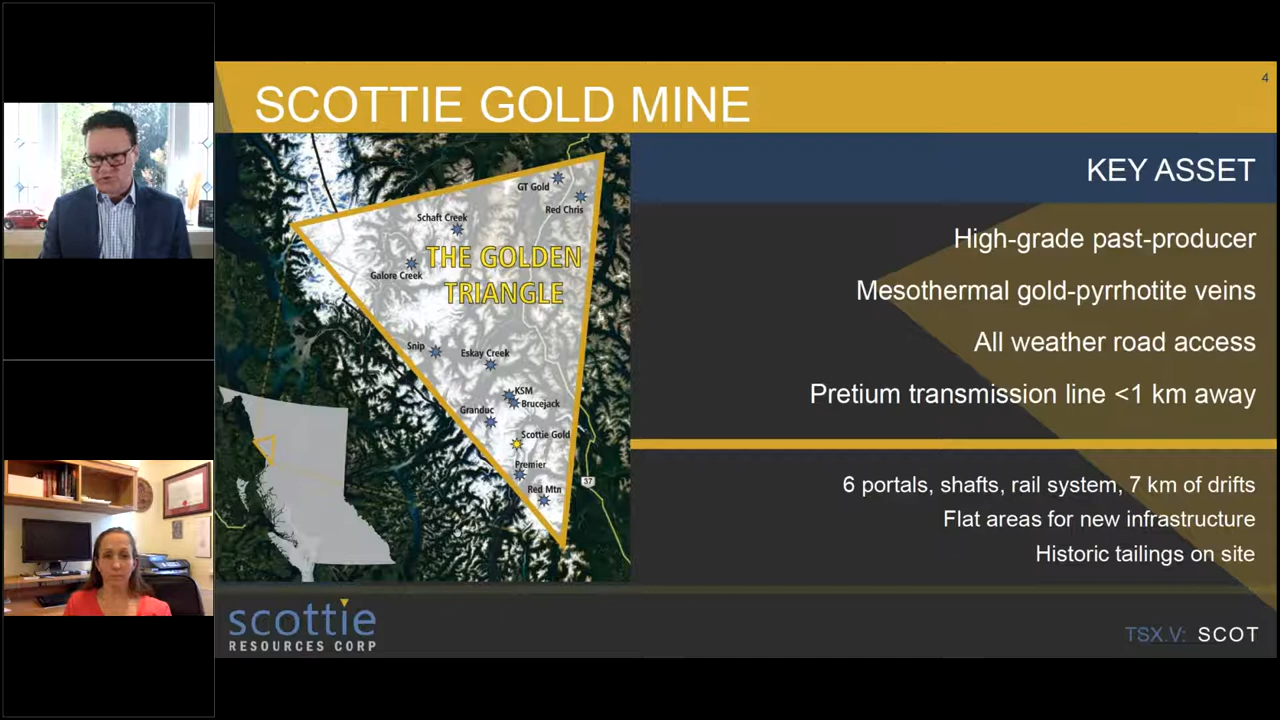 4
SCOTTIE GOLD MINE
KEY ASSET
High-grade past-producer
Mesothermal gold-pyrrhotite veins
All weather road access
Pretium transmission line <1 km away
6 portals, shafts, rail system, 7 km of drifts
Flat areas for new infrastructure
Historic tailings on site
GT Gold
Red Chris
Schaft Creek
THE GOLDEN
TRIANGLE
Galore Creek
Snip
Eskay Creek
KSM
Brucejack
Granduc
Scottie Gold
Premier
Red Mtn
37
scottie
RESOURCES CORP
TSX.V: SCOT